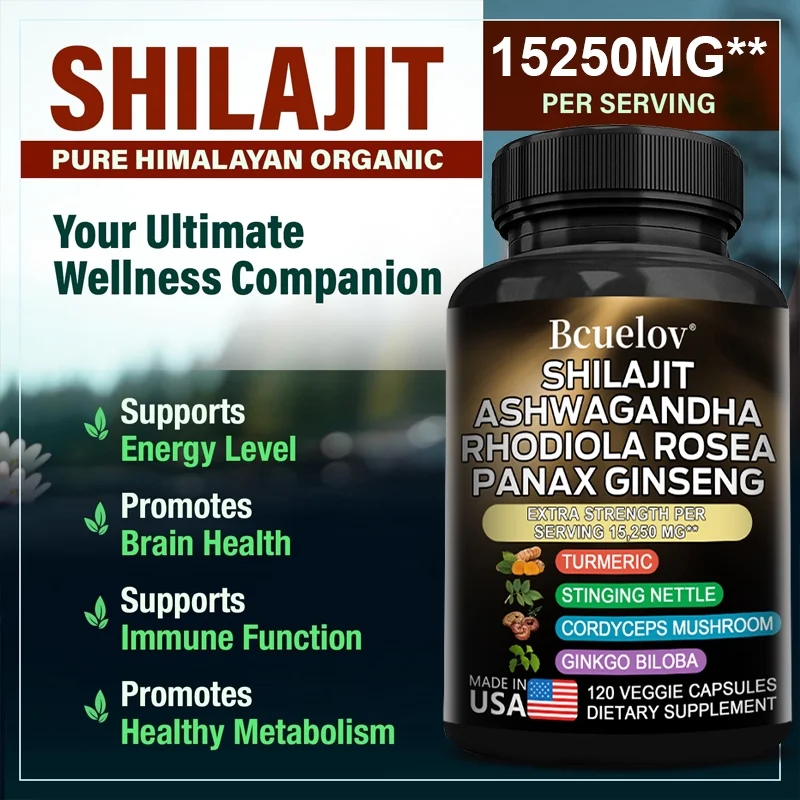 SHILAJIT
PURE HIMALAYAN ORGANIC
15250MG**
PER SERVING
Your Ultimate
Wellness Companion
Supports
Energy Level
Promotes
Brain Health
Supports
Immune Function
Promotes
Healthy Metabolism
Bcuelov®
SHILAJIT
ASHWAGANDHA
RHODIOLA ROSEA
PANAX GINSENG
EXTRA STRENGTH PER
SERVING 15,250 MG**
TURMERIC
STINGING NETTLE
CORDYCEPS MUSHROOM
GINKGO BILOBA
MADE IN
USA
120 VEGGIE CAPSULES
DIETARY SUPPLEMENT